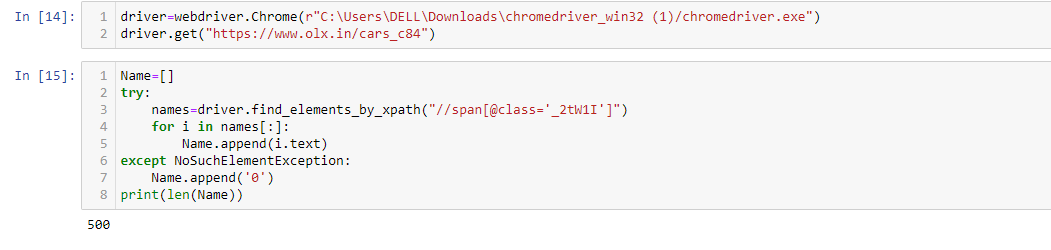 In [14]:
1 driver=webdriver.Chrome(r"C:\Users\DELL\Downloads\chromedriver_win32 (1)/chromedriver.exe")
2 driver.get("https://www.olx.in/cars_c84")
In [15]:
1 Name=[]
2 try:
3     names=driver.find_elements_by_xpath("//span[@class='_2tW1I']")
4     for i in names[:]:
5         Name.append(i.text)
6 except NoSuchElementException:
7     Name.append('0')
8 print(len(Name))
500